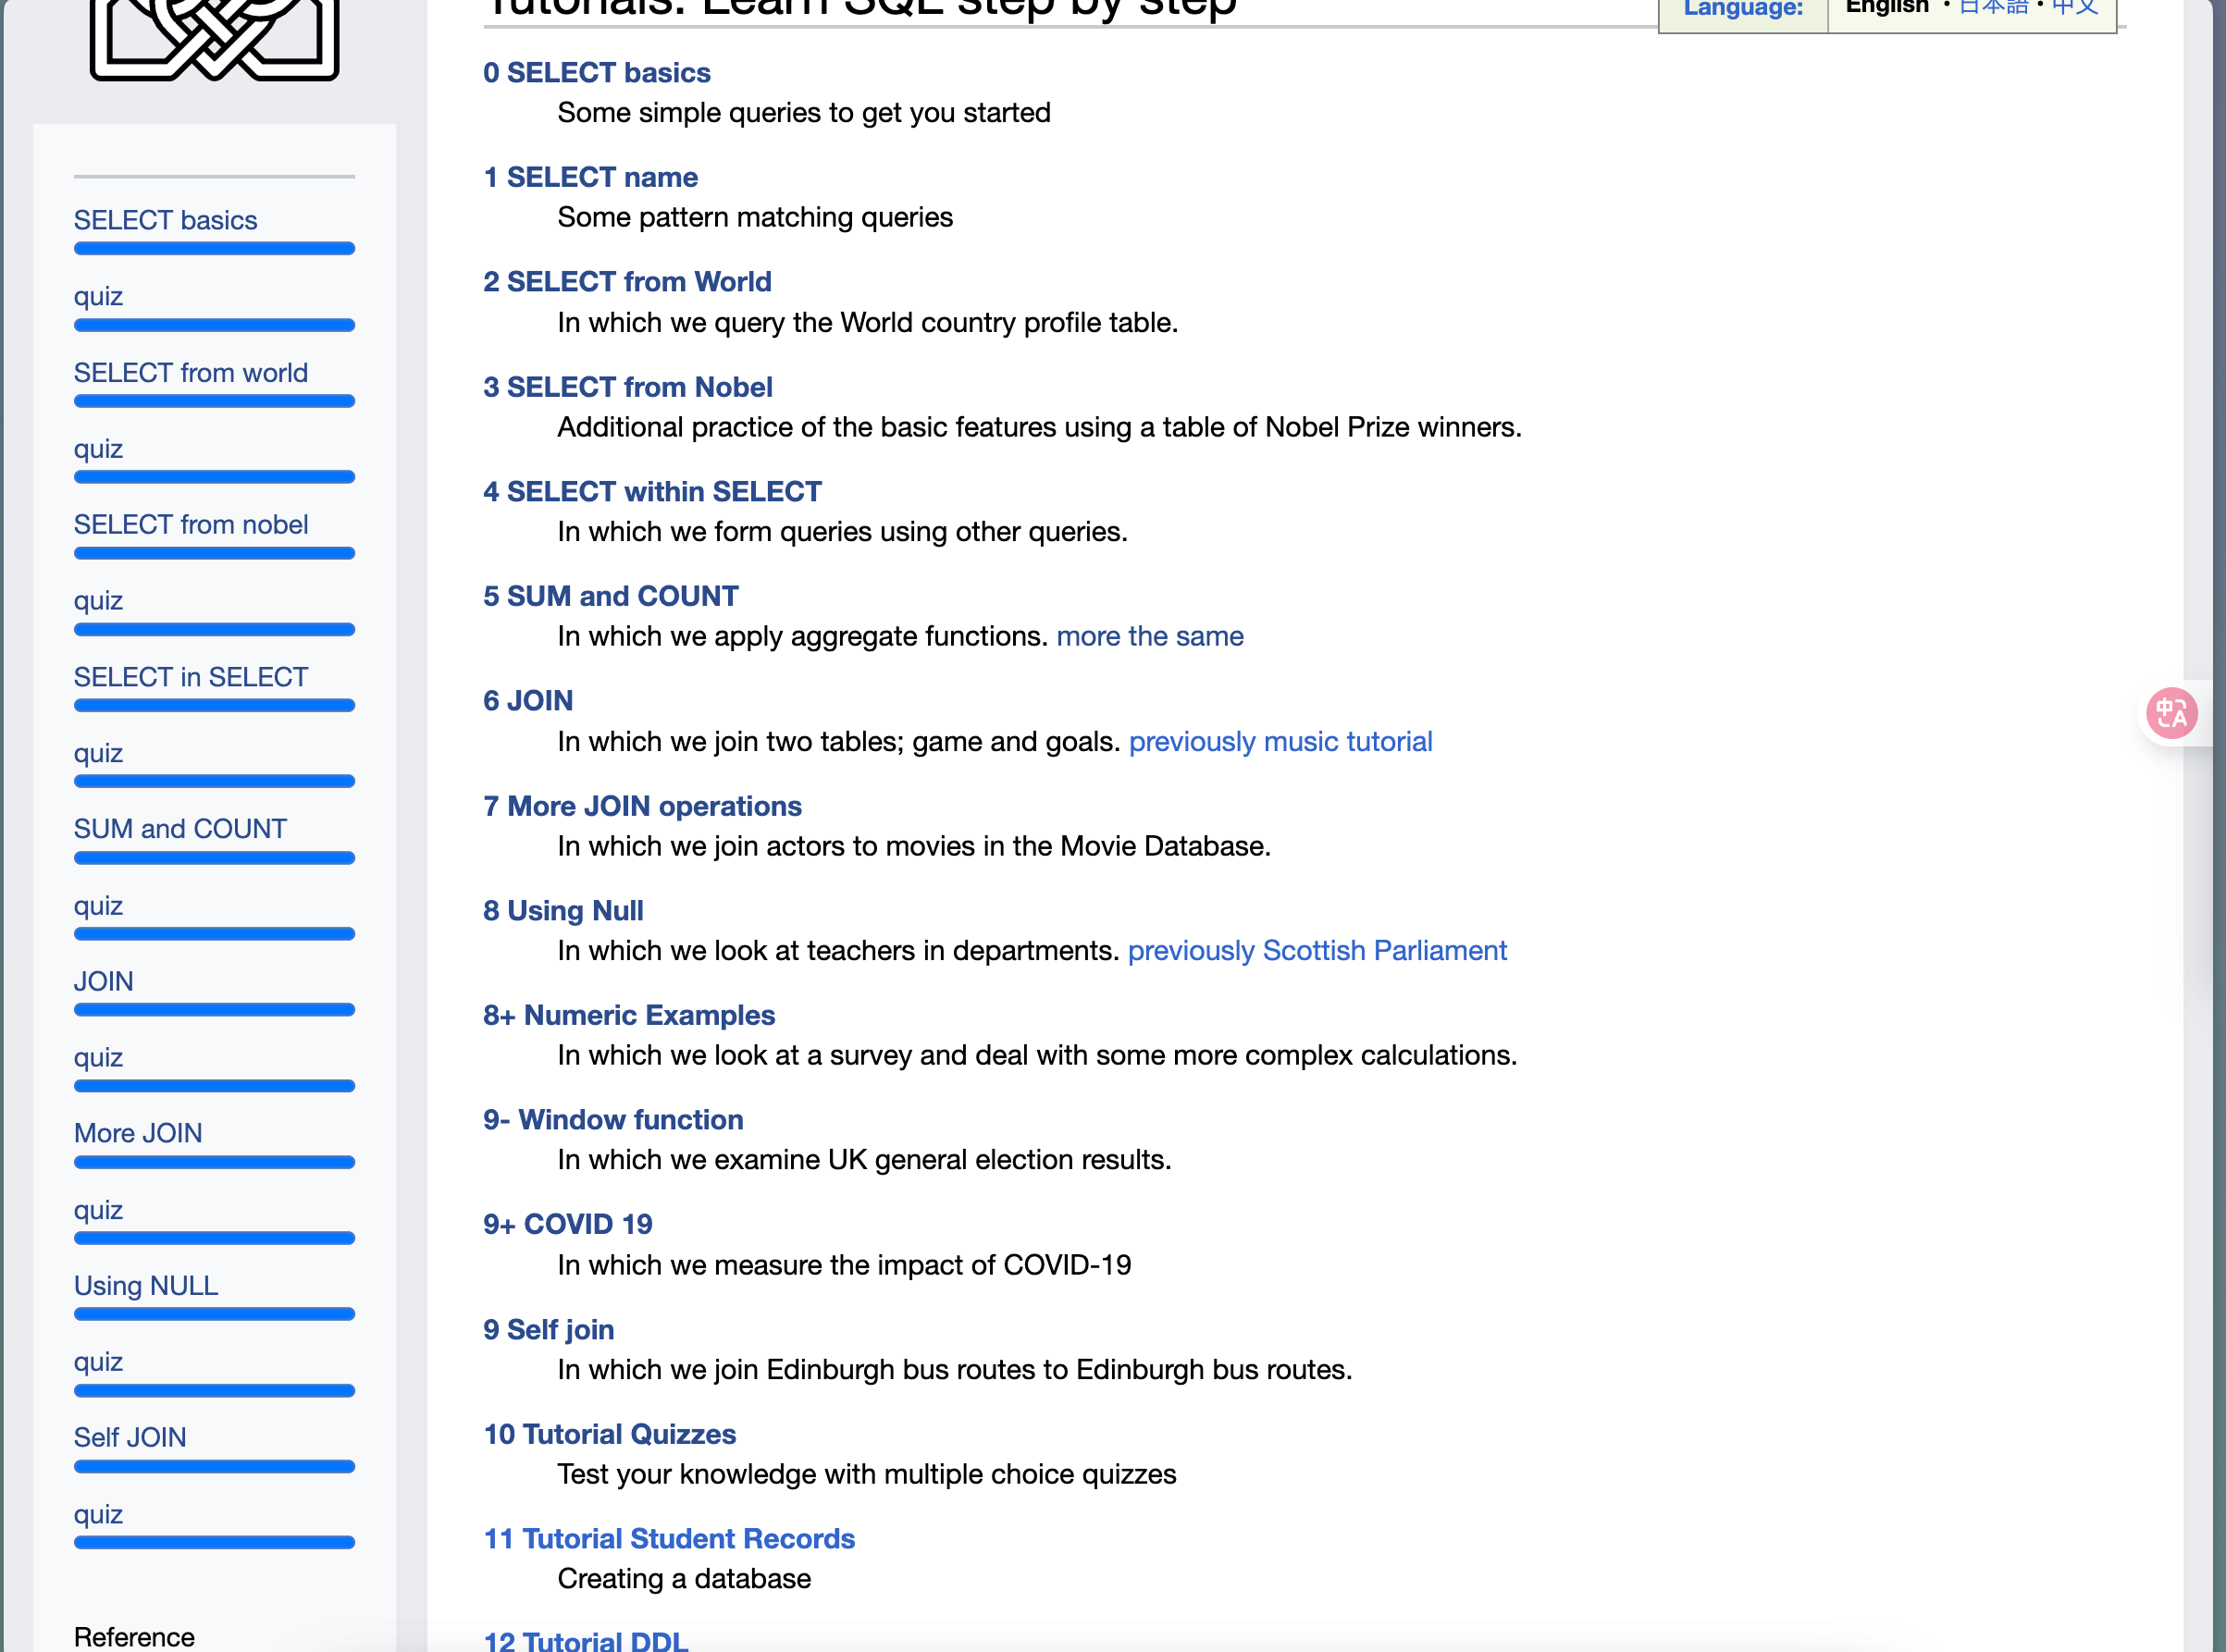 SELECT basics
quiz
SELECT from world
quiz
SELECT from nobel
quiz
SELECT in SELECT
quiz
SUM and COUNT
quiz
JOIN
quiz
More JOIN
quiz
Using NULL
quiz
Self JOIN
quiz
Reference
Tutorials: Learn SQL step by step
Language: English • 日本語 • 中文
0 SELECT basics
Some simple queries to get you started
1 SELECT name
Some pattern matching queries
2 SELECT from World
In which we query the World country profile table.
3 SELECT from Nobel
Additional practice of the basic features using a table of Nobel Prize winners.
4 SELECT within SELECT
In which we form queries using other queries.
5 SUM and COUNT
In which we apply aggregate functions. more the same
6 JOIN
In which we join two tables; game and goals. previously music tutorial
7 More JOIN operations
In which we join actors to movies in the Movie Database.
8 Using Null
In which we look at teachers in departments. previously Scottish Parliament
8+ Numeric Examples
In which we look at a survey and deal with some more complex calculations.
9- Window function
In which we examine UK general election results.
9+ COVID 19
In which we measure the impact of COVID-19
9 Self join
In which we join Edinburgh bus routes to Edinburgh bus routes.
10 Tutorial Quizzes
Test your knowledge with multiple choice quizzes
11 Tutorial Student Records
Creating a database
12 Tutorial DDL
中 A